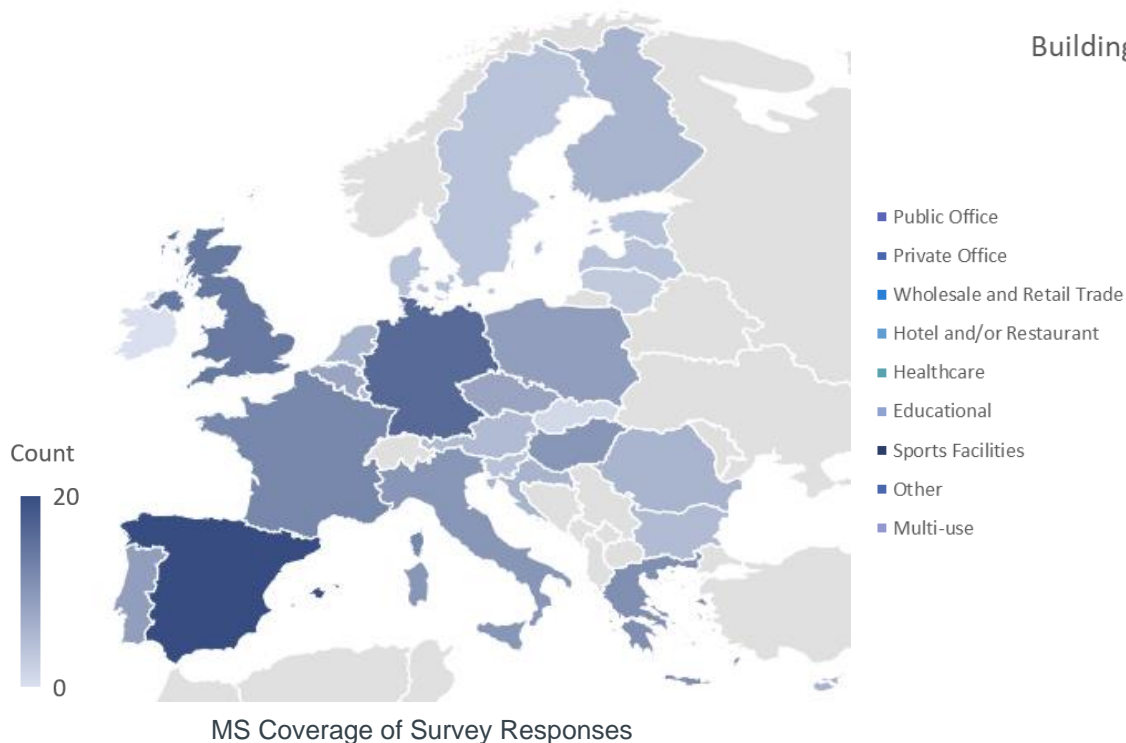 Building
Public Office
Private Office
Wholesale and Retail Trade
Hotel and/or Restaurant
Healthcare
Educational
Sports Facilities
Other
Multi-use
Count
20
0
MS Coverage of Survey Responses